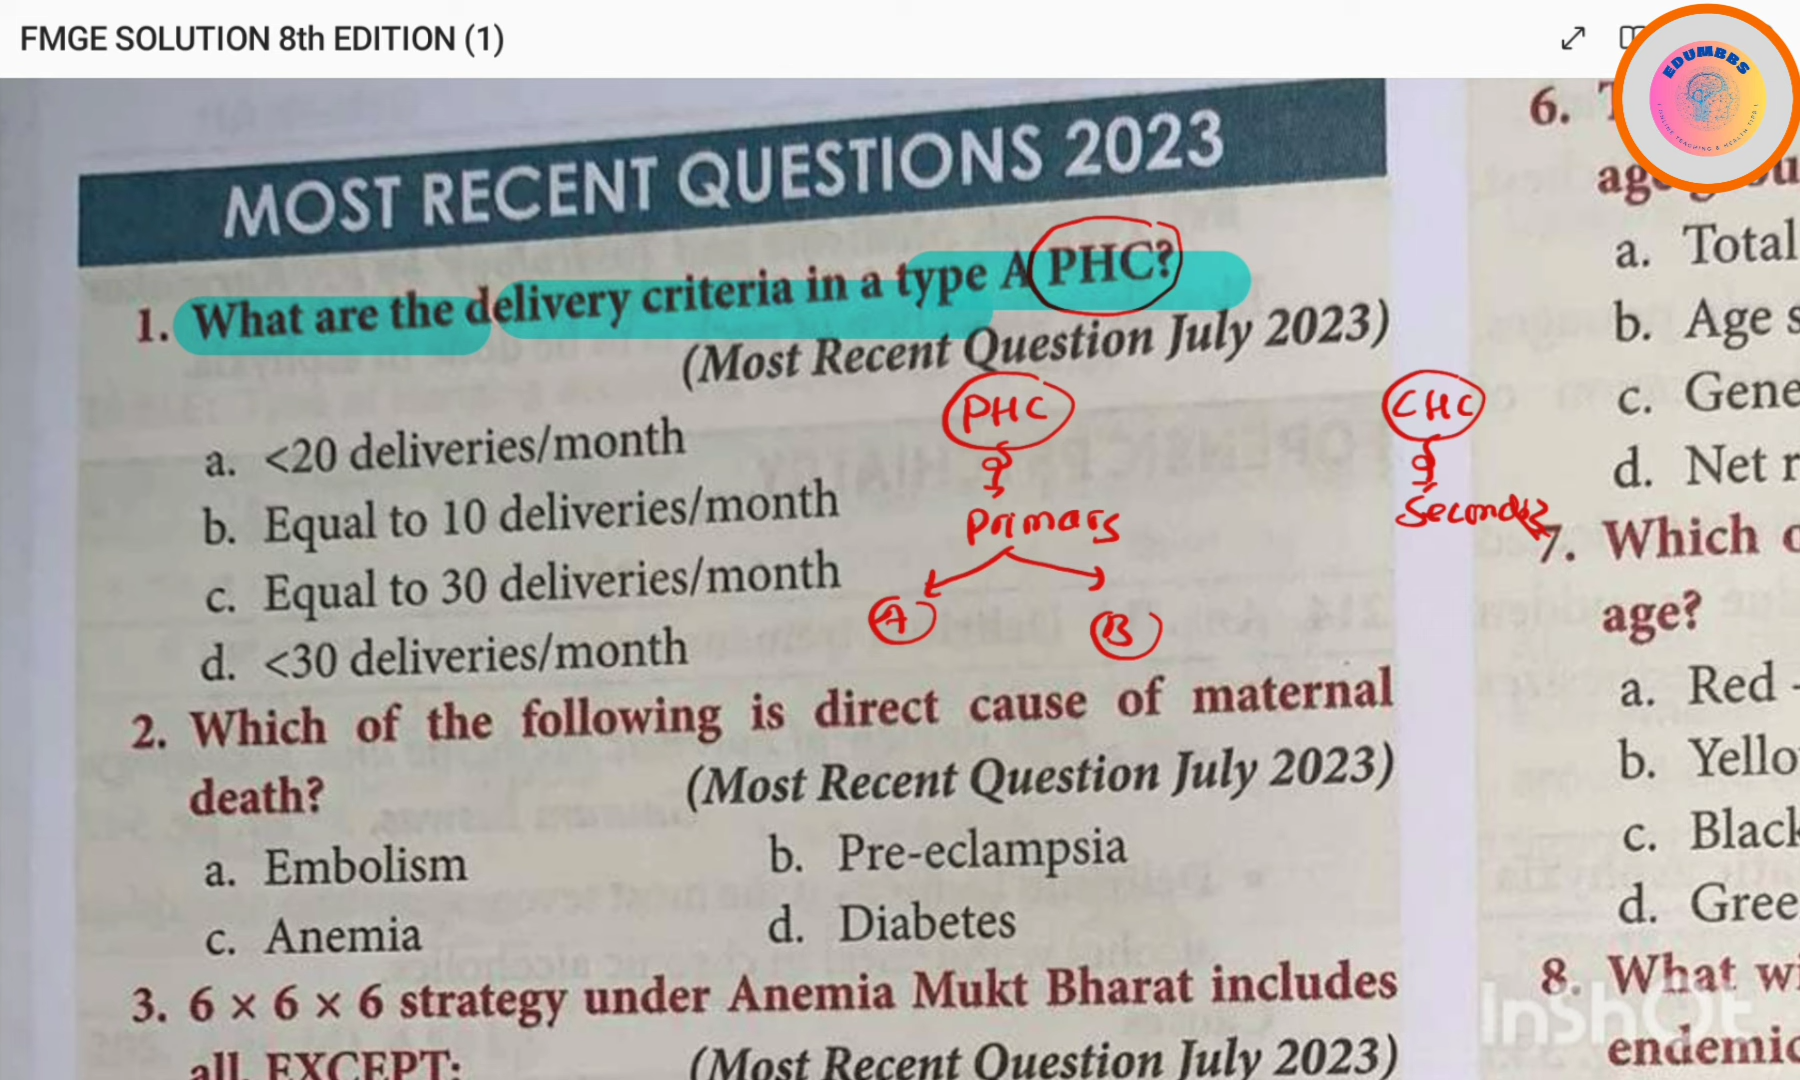 FMGE SOLUTION 8th EDITION (1)
EDUMBBS
MOST RECENT QUESTIONS 2023
1. What are the delivery criteria in a type A PHC?
(Most Recent Question July 2023)
PHC
CHC
a. <20 deliveries/month
b. Equal to 10 deliveries/month
Primary
c. Equal to 30 deliveries/month
A
B
d. <30 deliveries/month
2. Which of the following is direct cause of maternal
death? (Most Recent Question July 2023)
a. Embolism b. Pre-eclampsia
c. Anemia d. Diabetes
3. 6 × 6 × 6 strategy under Anemia Mukt Bharat includes
all, EXCEPT: (Most Recent Question July 2023)
6.
a. Total
b. Age
c. Gene
d. Net
7. Which
age?
a. Red -
b. Yello
c. Black
d. Gree
8. What wi
endemic
InShOt